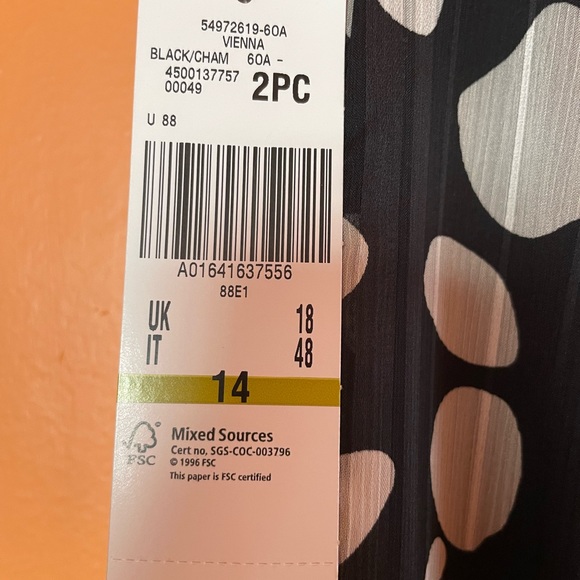 54972619-60A
VIENNA
BLACK/CHAM 60A -
4500137757
00049 2PC
U 88
A01641637556
88E1
UK 18
IT 48
14
FSC
Mixed Sources
Cert no, SGS-COC-003796
© 1996 FSC
This paper is FSC certified